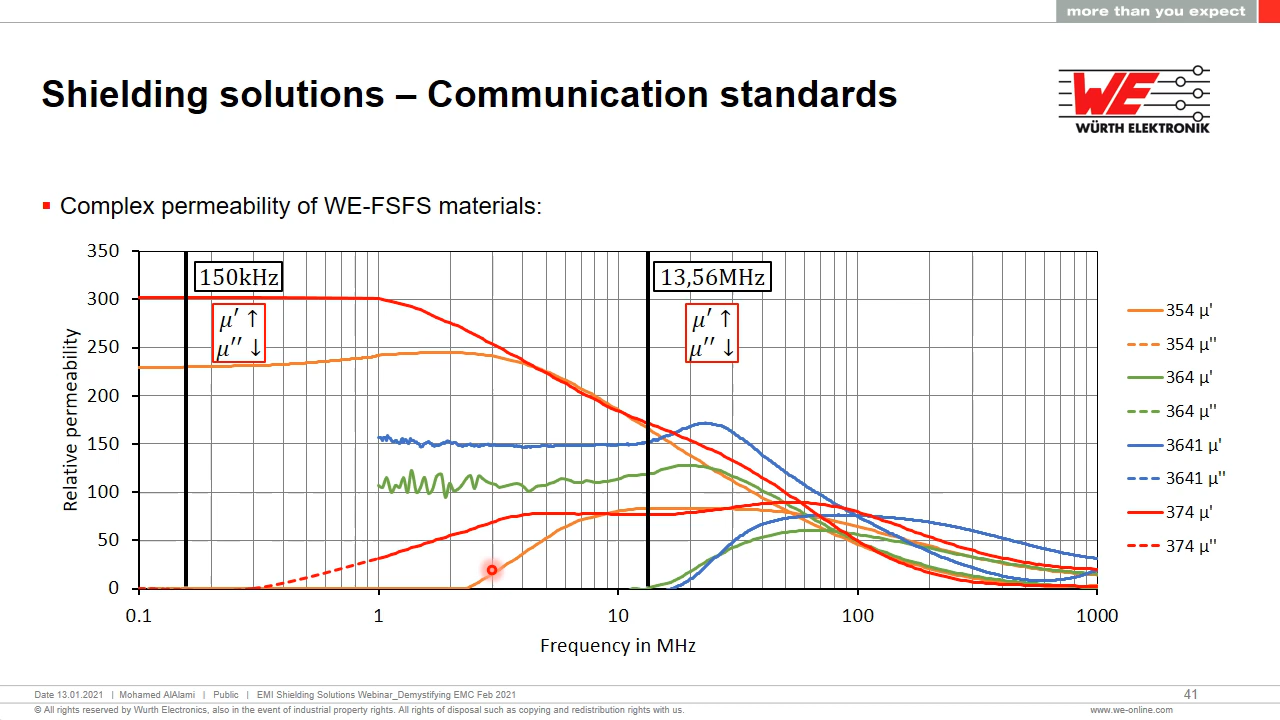 more than you expect
Shielding solutions – Communication standards
WE
WÜRTH ELEKTRONIK
▪ Complex permeability of WE-FSFS materials:
350
300
250
200
150
100
50
0
Relative permeability
150kHz
μ′ ↑
μ′′ ↓
13,56MHz
μ′ ↑
μ′′ ↓
354 μ'
354 μ''
364 μ'
364 μ''
3641 μ'
3641 μ''
374 μ'
374 μ''
0.1 1 10 100 1000
Frequency in MHz
Date 13.01.2021 | Mohamed AlAlami | Public | EMI Shielding Solutions Webinar_Demystifying EMC Feb 2021 41
© All rights reserved by Wurth Electronics, also in the event of industrial property rights. All rights of disposal such as copying and redistribution rights with us. www.we-online.com